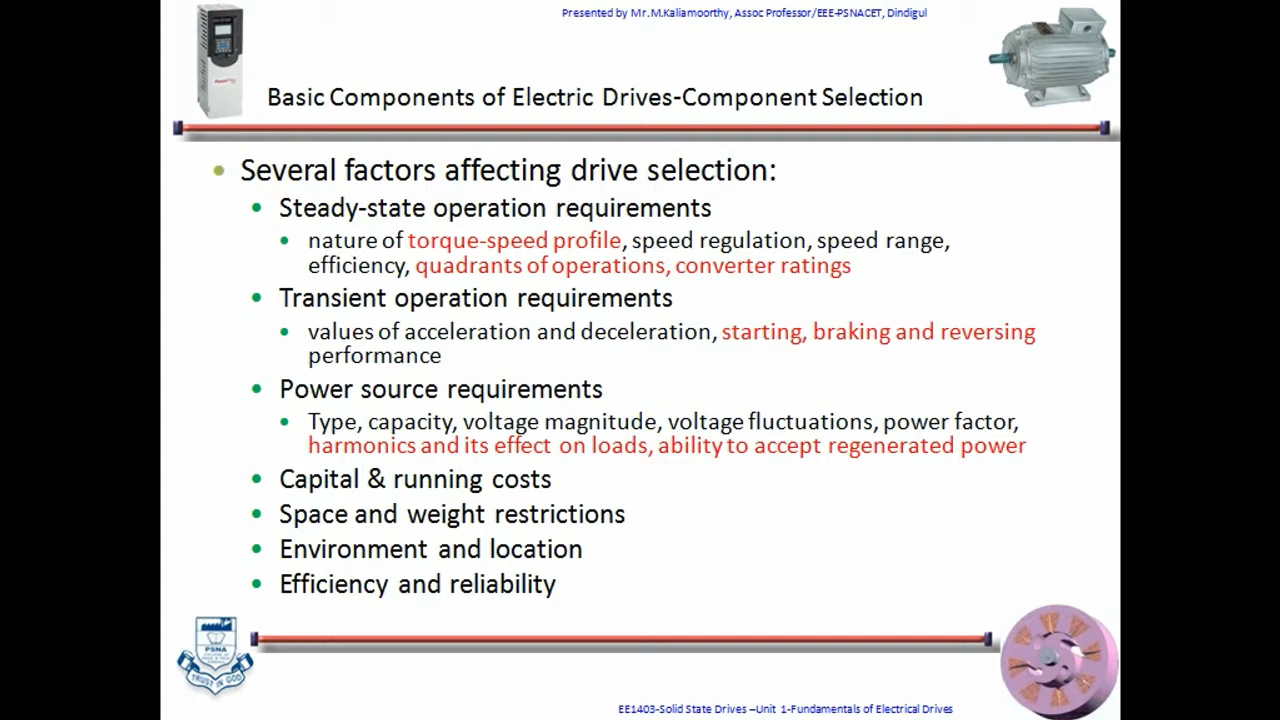 Presented by Mr.M.Kaliamoorthy, Assoc Professor/EEE-PSNACET, Dindigul
Basic Components of Electric Drives-Component Selection
• Several factors affecting drive selection:
• Steady-state operation requirements
• nature of torque-speed profile, speed regulation, speed range,
efficiency, quadrants of operations, converter ratings
• Transient operation requirements
• values of acceleration and deceleration, starting, braking and reversing
performance
• Power source requirements
• Type, capacity, voltage magnitude, voltage fluctuations, power factor,
harmonics and its effect on loads, ability to accept regenerated power
• Capital & running costs
• Space and weight restrictions
• Environment and location
• Efficiency and reliability
PSNA
TRUST IN GOD
EE1403-Solid State Drives –Unit 1-Fundamentals of Electrical Drives